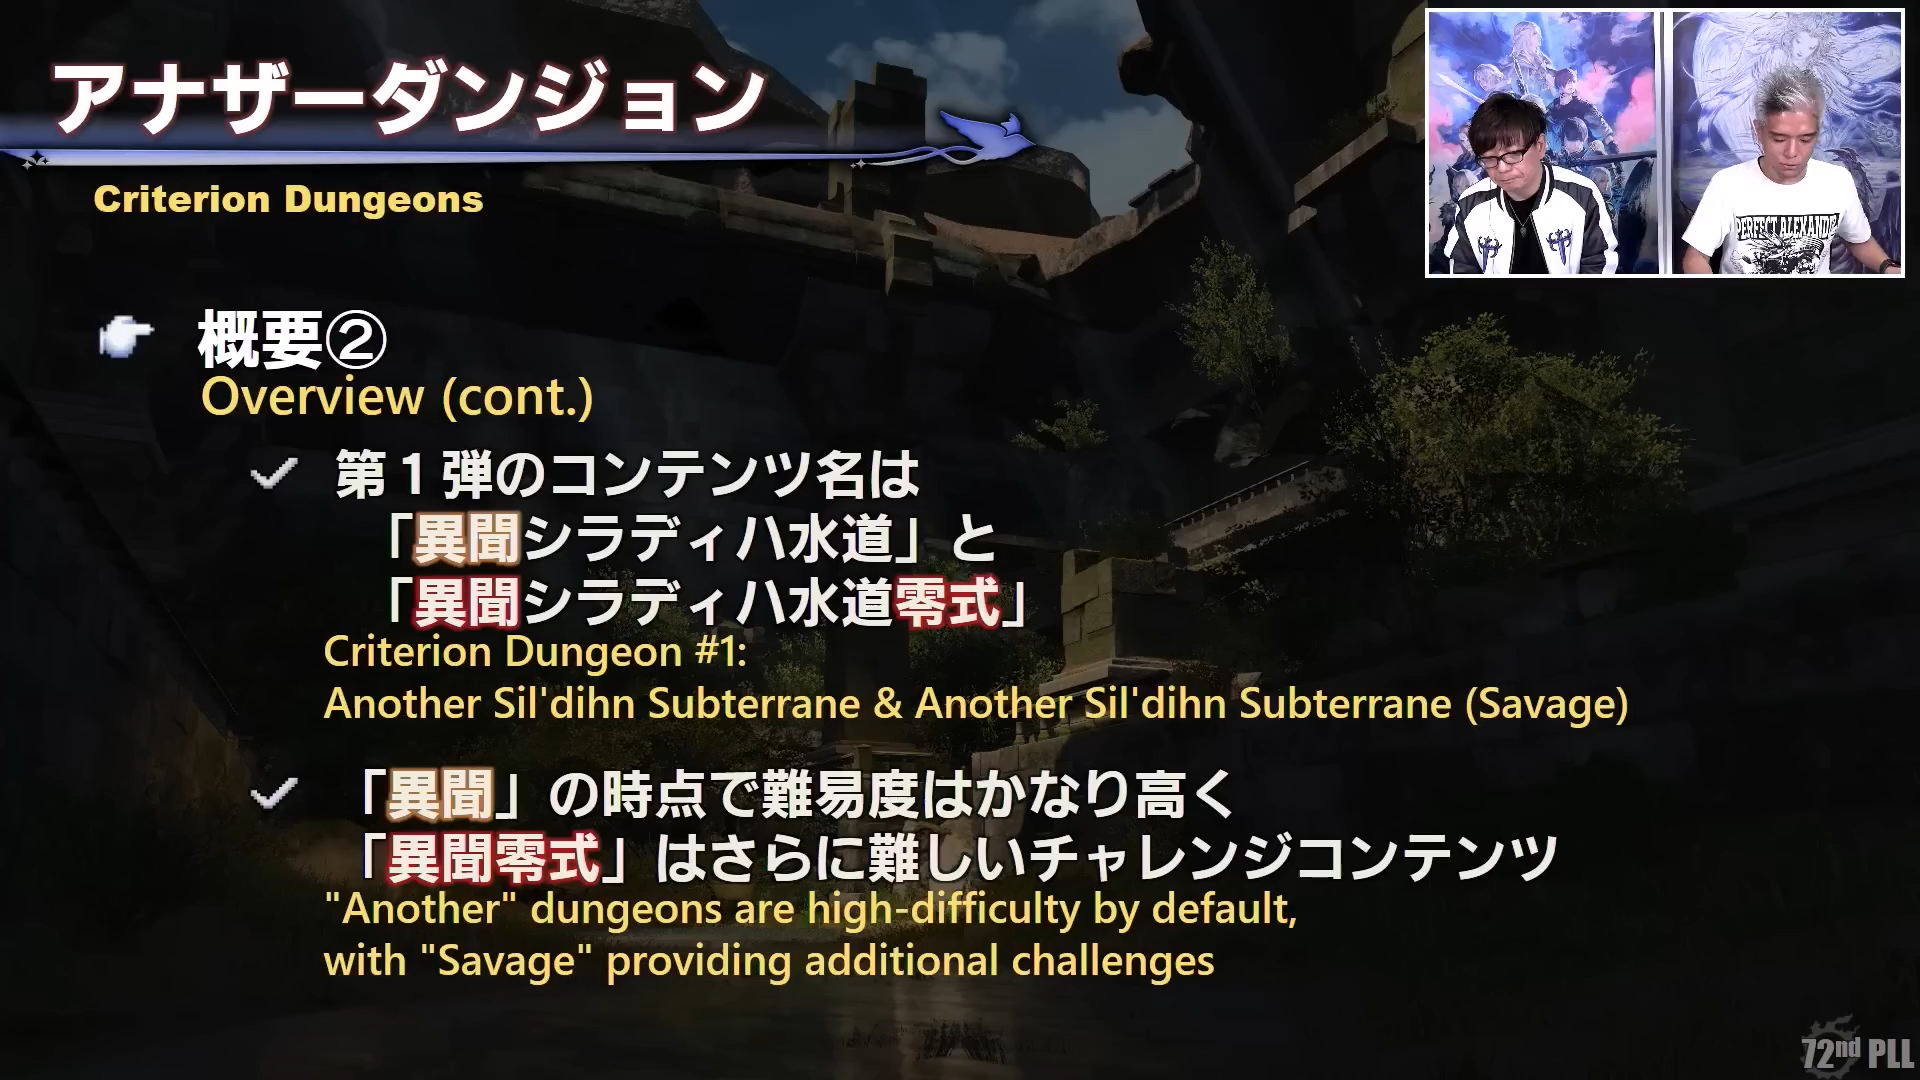 アナザーダンジョン
Criterion Dungeons
概要②
Overview (cont.)
第1弾のコンテンツ名は
「異聞シラディハ水道」と
「異聞シラディハ水道零式」
Criterion Dungeon #1:
Another Sil'dihn Subterrane & Another Sil'dihn Subterrane (Savage)
「異聞」の時点で難易度はかなり高く
「異聞零式」はさらに難しいチャレンジコンテンツ
"Another" dungeons are high-difficulty by default,
with "Savage" providing additional challenges
PERFECT ALEXANDER
72nd PLL